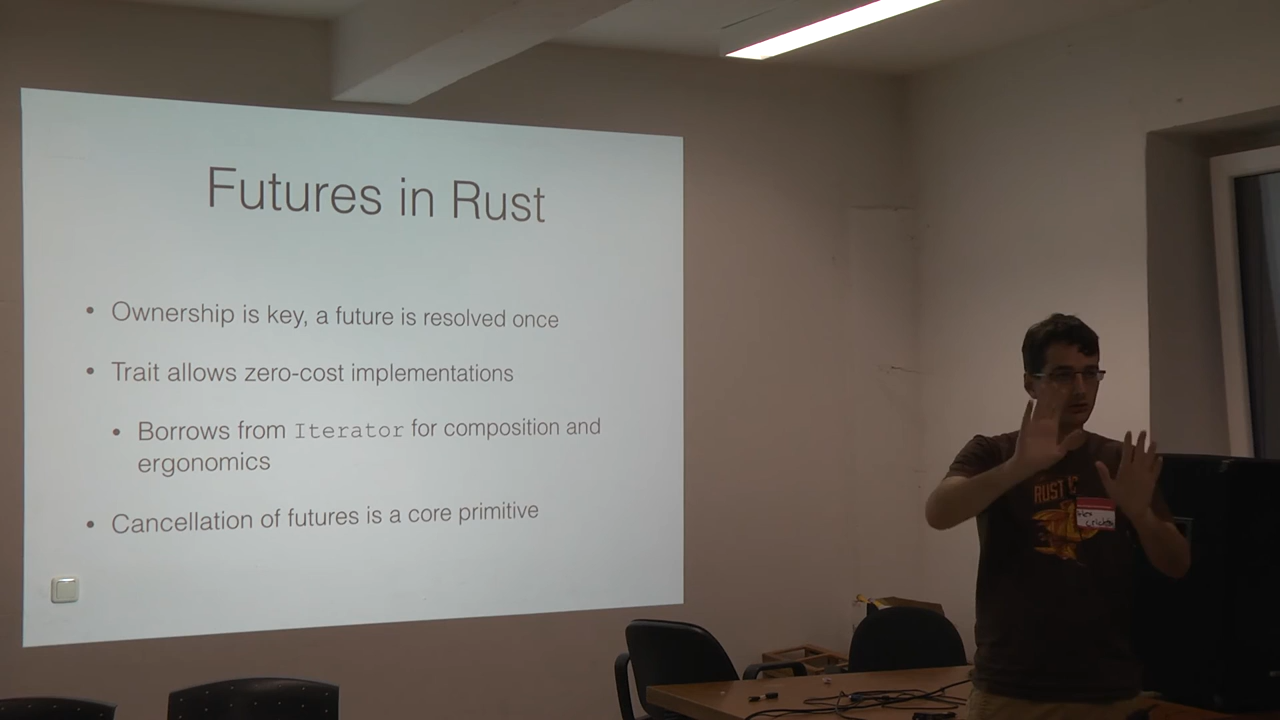 Futures in Rust
• Ownership is key, a future is resolved once
• Trait allows zero-cost implementations
• Borrows from Iterator for composition and
ergonomics
• Cancellation of futures is a core primitive
RUST